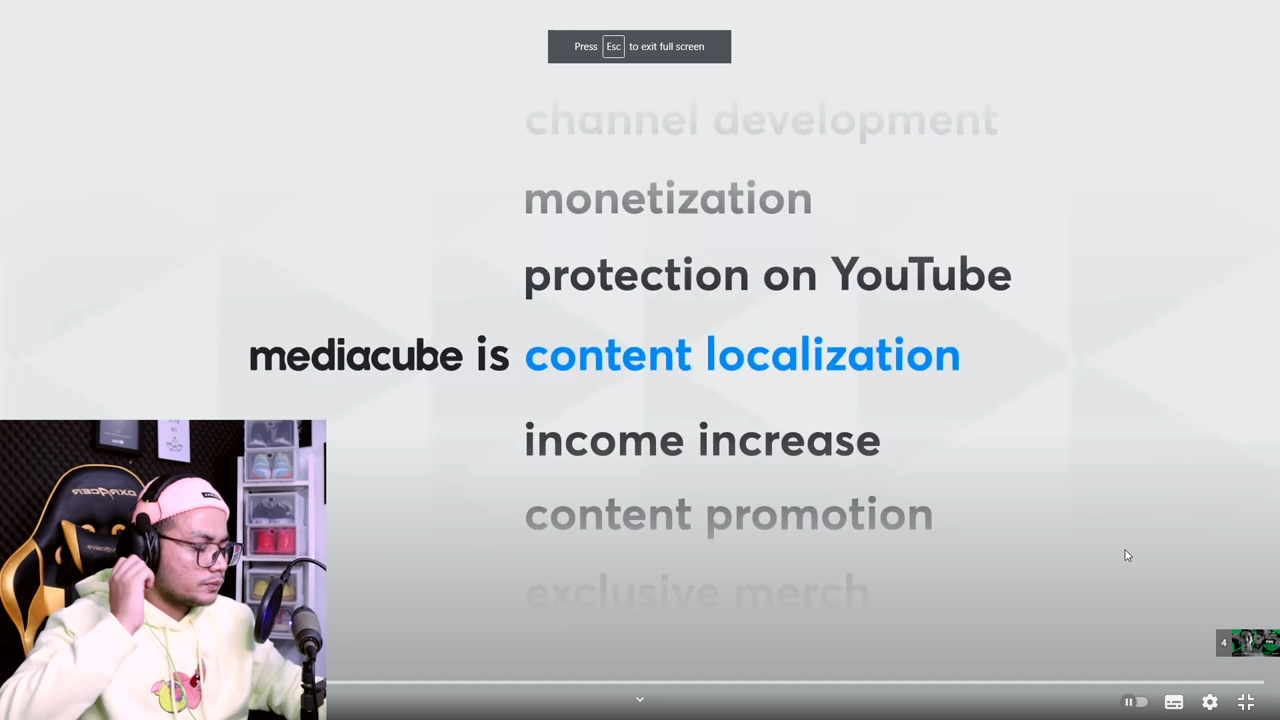 Press Esc to exit full screen
channel development
monetization
protection on YouTube
mediacube is content localization
income increase
content promotion
exclusive merch
4